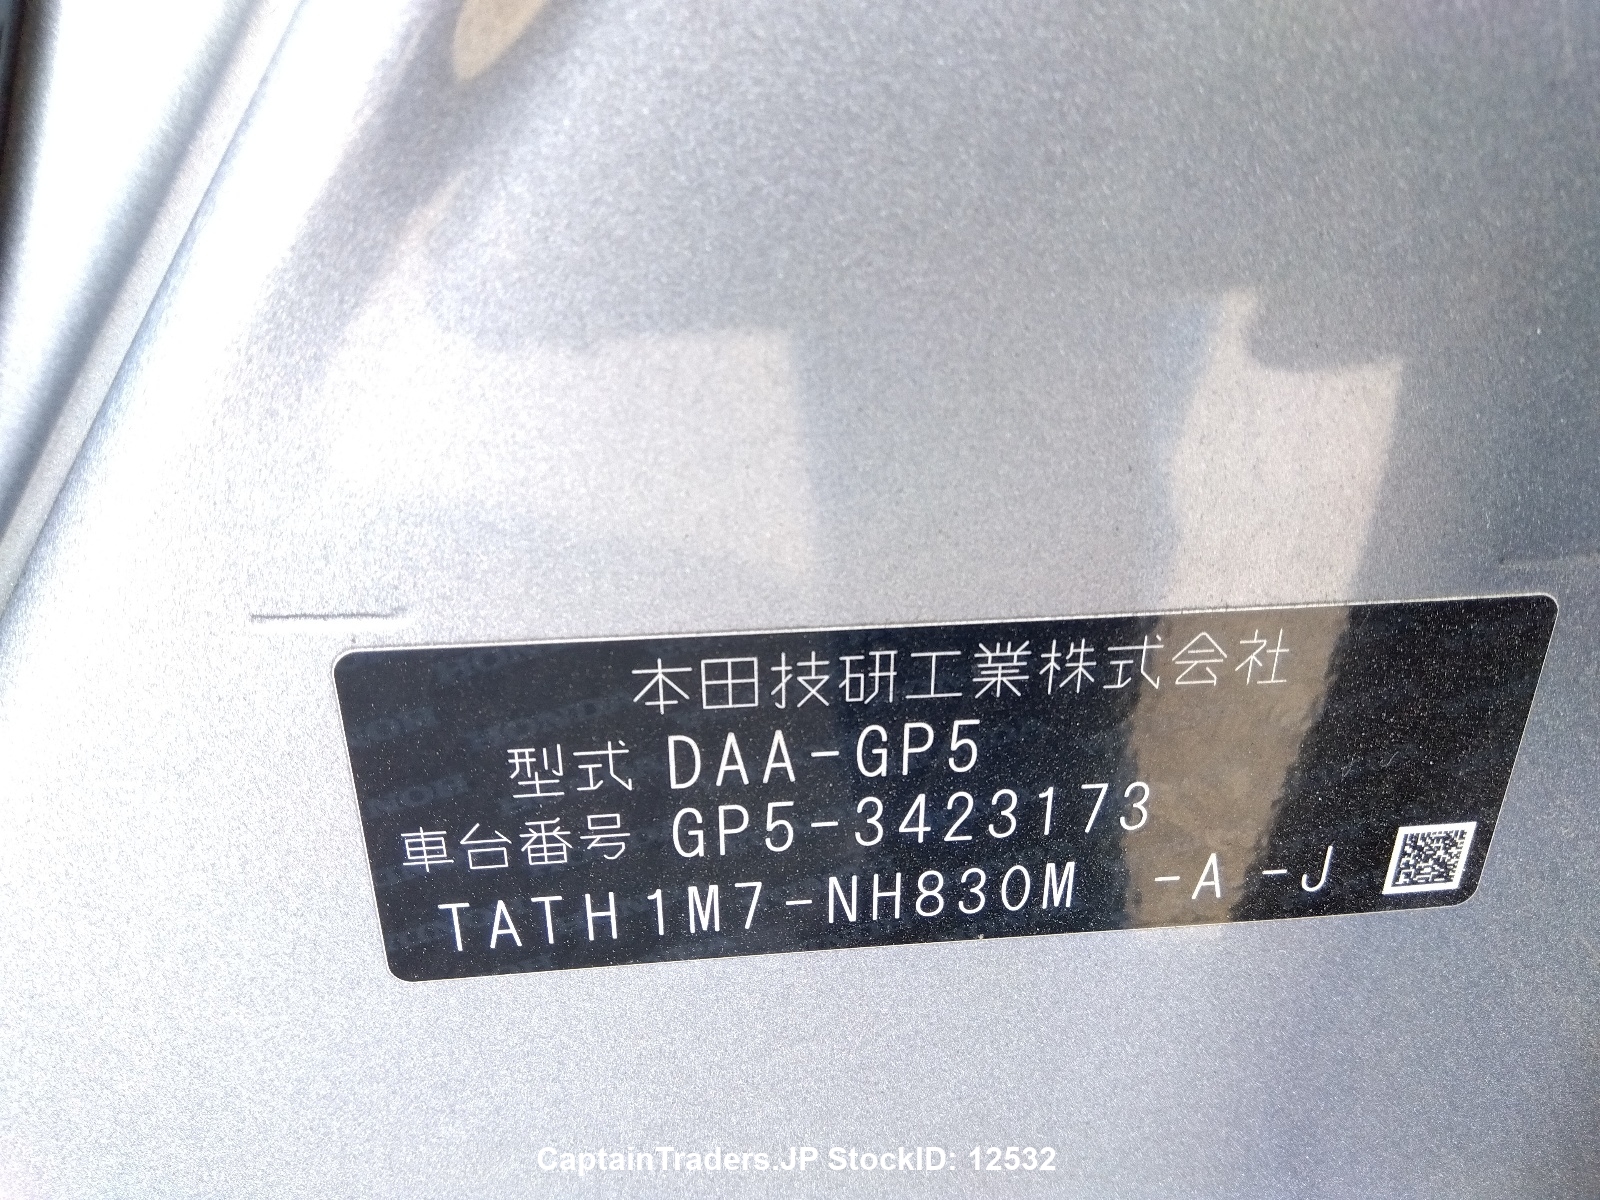 本田技研工業株式会社
型式 DAA-GP5
車台番号 GP5-3423173
TATH1M7-NH830M -A -J
CaptainTraders.JP StockID: 12532